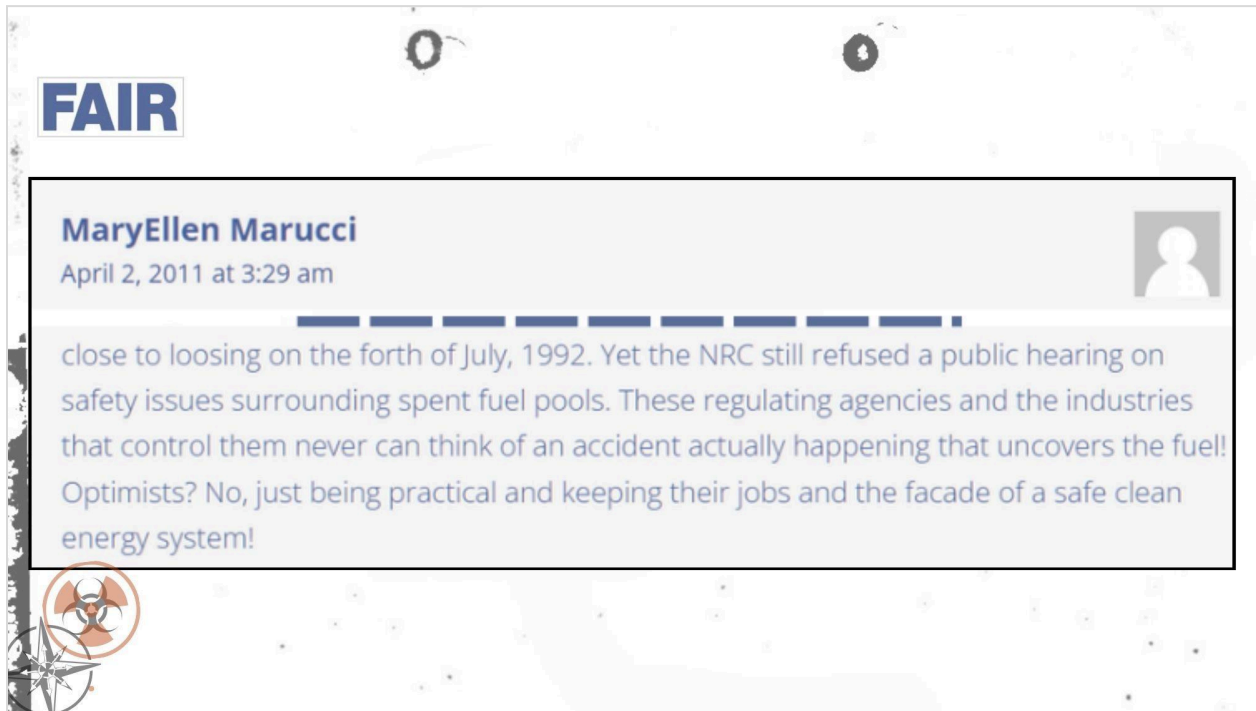 FAIR
MaryEllen Marucci
April 2, 2011 at 3:29 am
close to loosing on the forth of July, 1992. Yet the NRC still refused a public hearing on
safety issues surrounding spent fuel pools. These regulating agencies and the industries
that control them never can think of an accident actually happening that uncovers the fuel!
Optimists? No, just being practical and keeping their jobs and the facade of a safe clean
energy system!